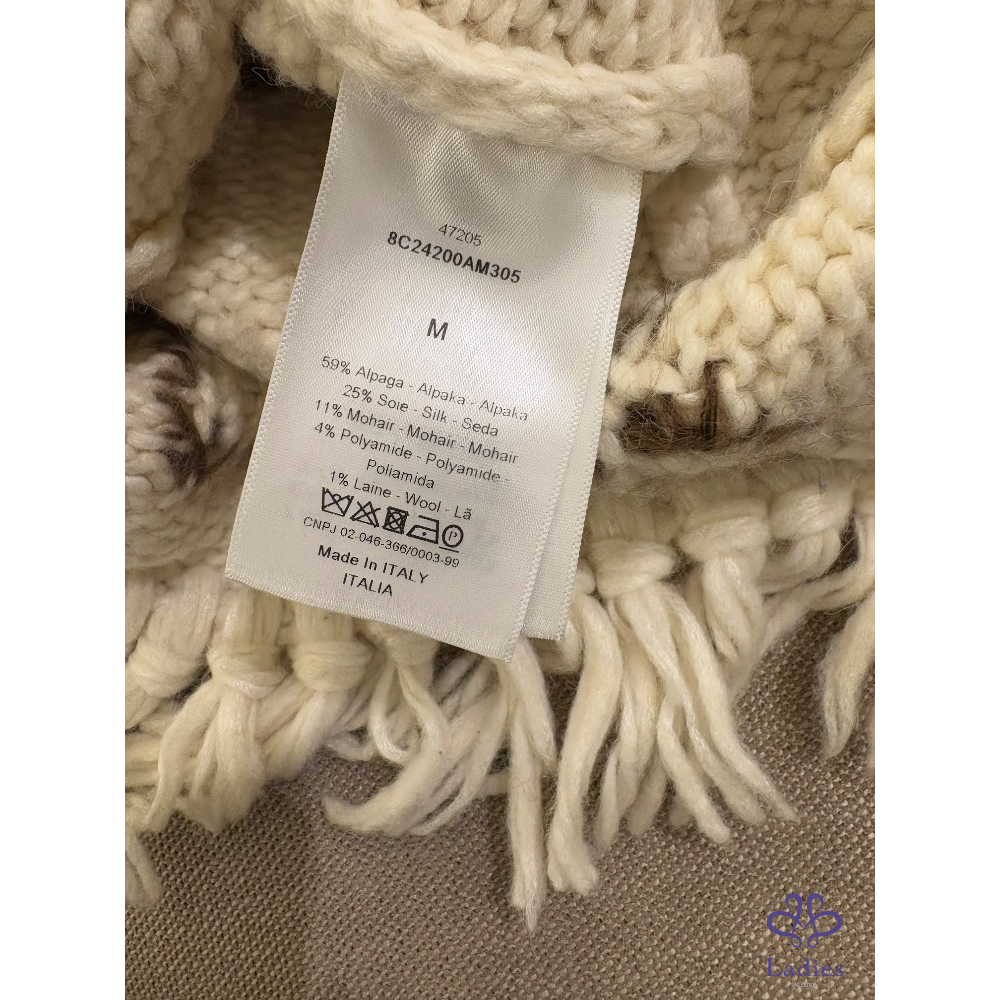 47205
8C24200AM305
M
59% Alpaga - Alpaka - Alpaka
25% Soie - Silk - Seda
11% Mohair - Mohair - Mohair
4% Polyamide - Polyamide -
Poliamida
1% Laine - Wool - Lã
P
CNPJ 02-046-366/0003-99
Made In ITALY
ITALIA
Ladies